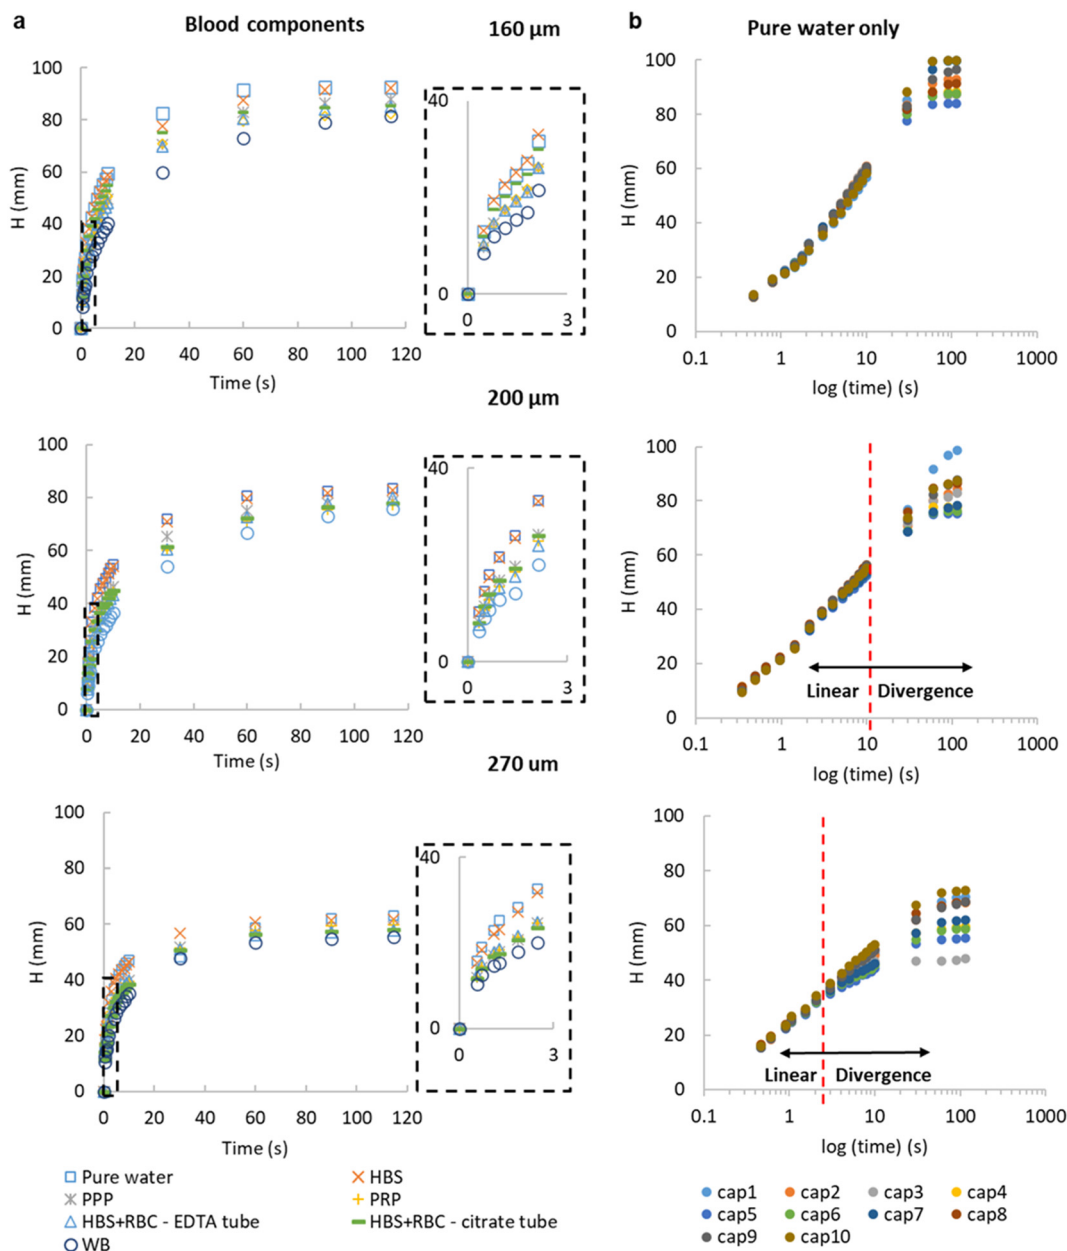 a
Blood components
160 µm
100
80
60
40
20
0
H (mm)
0 20 40 60 80 100 120
Time (s)
40
0
0 3
200 µm
100
80
60
40
20
0
H (mm)
0 20 40 60 80 100 120
Time (s)
40
0
0 3
270 um
100
80
60
40
20
0
H (mm)
0 20 40 60 80 100 120
Time (s)
40
0
0 3
Pure water HBS
PPP PRP
HBS+RBC - EDTA tube HBS+RBC - citrate tube
WB
b
Pure water only
100
80
60
40
20
0
H (mm)
0.1 1 10 100 1000
log (time) (s)
100
80
60
40
20
0
H (mm)
Linear Divergence
0.1 1 10 100 1000
log (time) (s)
100
80
60
40
20
0
H (mm)
Linear Divergence
0.1 1 10 100 1000
log (time) (s)
cap1 cap2 cap3 cap4
cap5 cap6 cap7 cap8
cap9 cap10